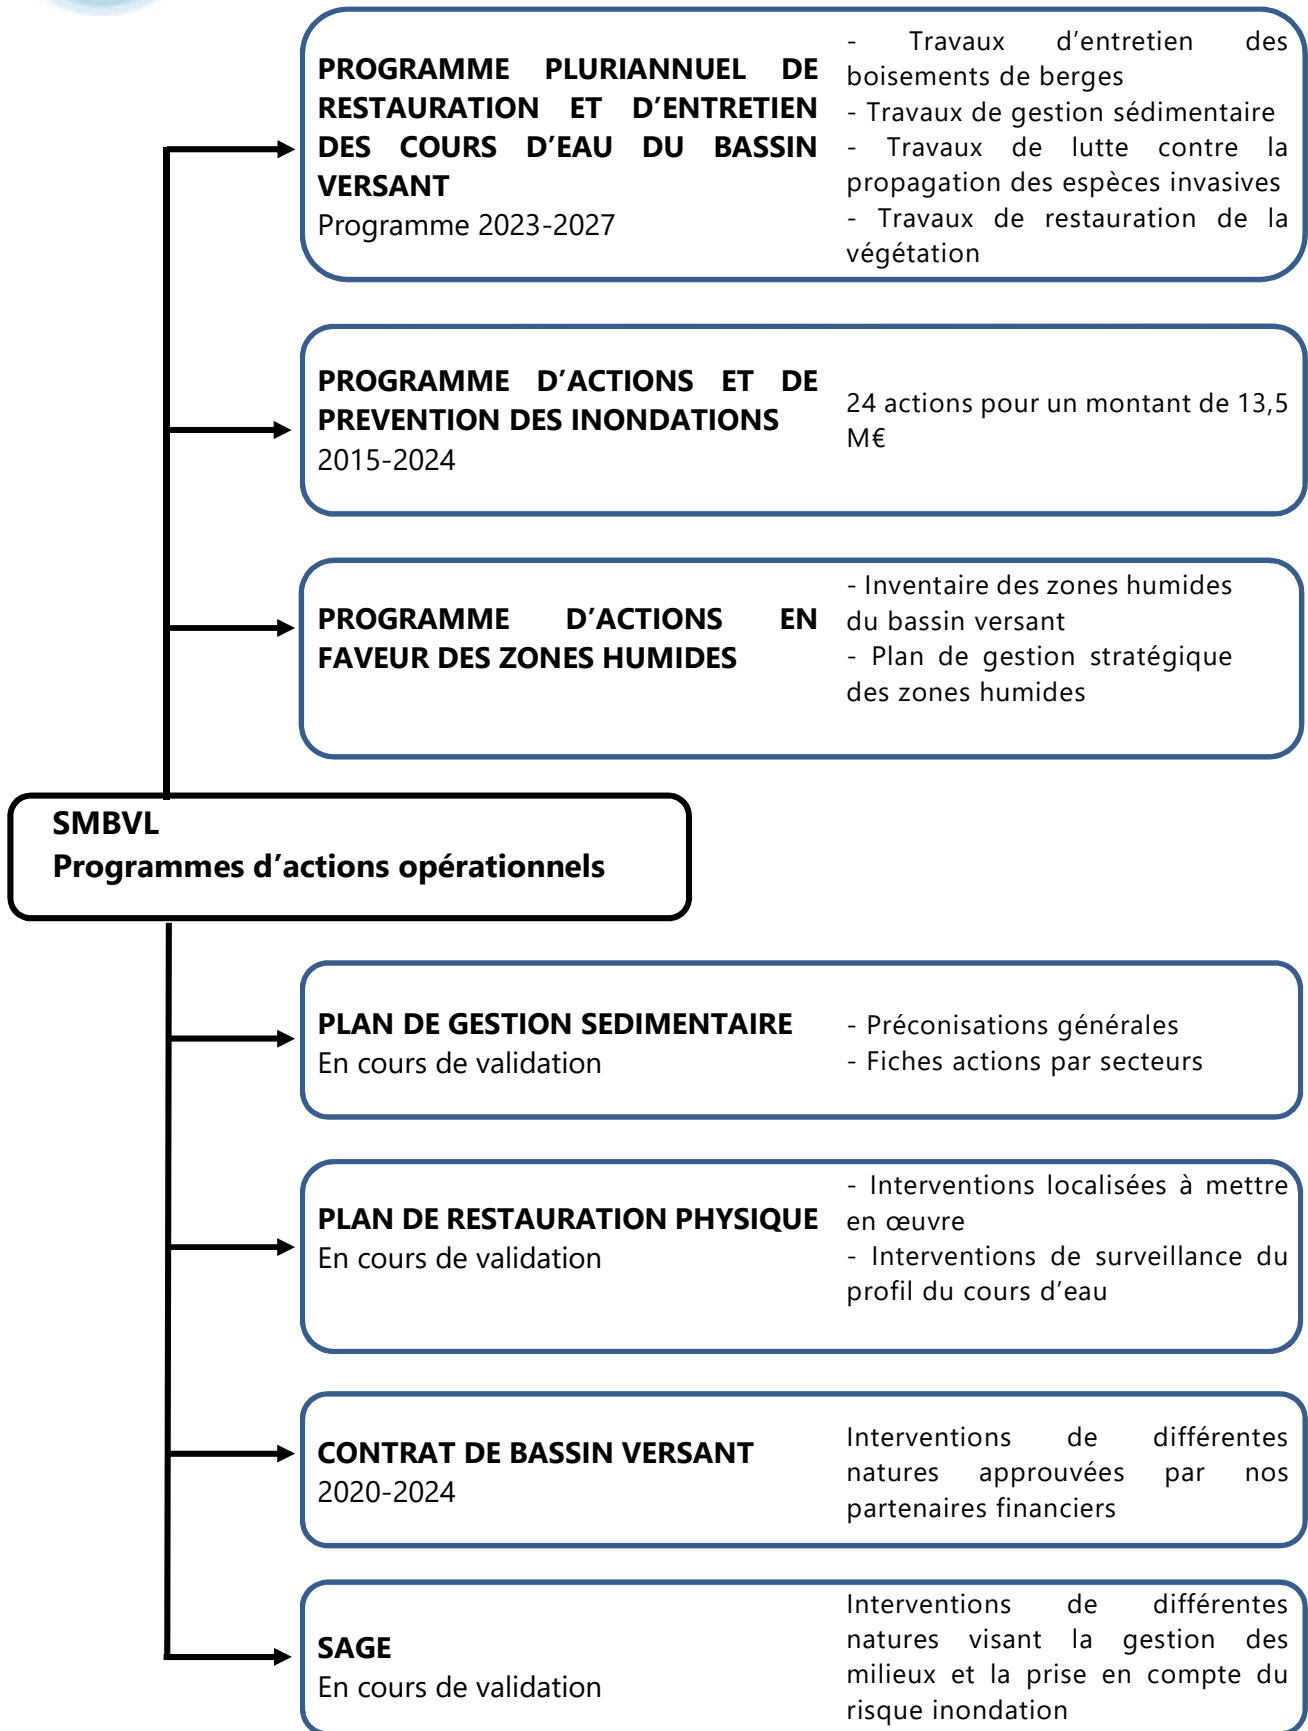 PROGRAMME PLURIANNUEL DE
RESTAURATION ET D’ENTRETIEN
DES COURS D’EAU DU BASSIN
VERSANT
Programme 2023-2027
- Travaux d’entretien des
boisements de berges
- Travaux de gestion sédimentaire
- Travaux de lutte contre la
propagation des espèces invasives
- Travaux de restauration de la
végétation
PROGRAMME D’ACTIONS ET DE
PREVENTION DES INONDATIONS
2015-2024
24 actions pour un montant de 13,5
M€
PROGRAMME D’ACTIONS EN
FAVEUR DES ZONES HUMIDES
- Inventaire des zones humides
du bassin versant
- Plan de gestion stratégique
des zones humides
SMBVL
Programmes d’actions opérationnels
PLAN DE GESTION SEDIMENTAIRE
En cours de validation
- Préconisations générales
- Fiches actions par secteurs
PLAN DE RESTAURATION PHYSIQUE
En cours de validation
- Interventions localisées à mettre
en œuvre
- Interventions de surveillance du
profil du cours d’eau
CONTRAT DE BASSIN VERSANT
2020-2024
Interventions de différentes
natures approuvées par nos
partenaires financiers
SAGE
En cours de validation
Interventions de différentes
natures visant la gestion des
milieux et la prise en compte du
risque inondation